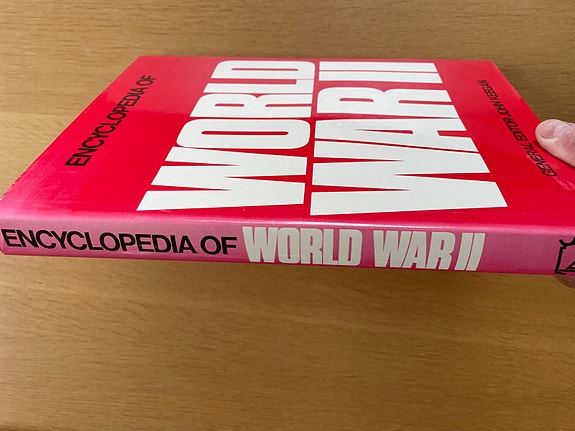 ENCYCLOPEDIA OF
WORLD
WAR II
GENERAL EDITOR JOHN KEEGAN
ENCYCLOPEDIA OF WORLD WAR II